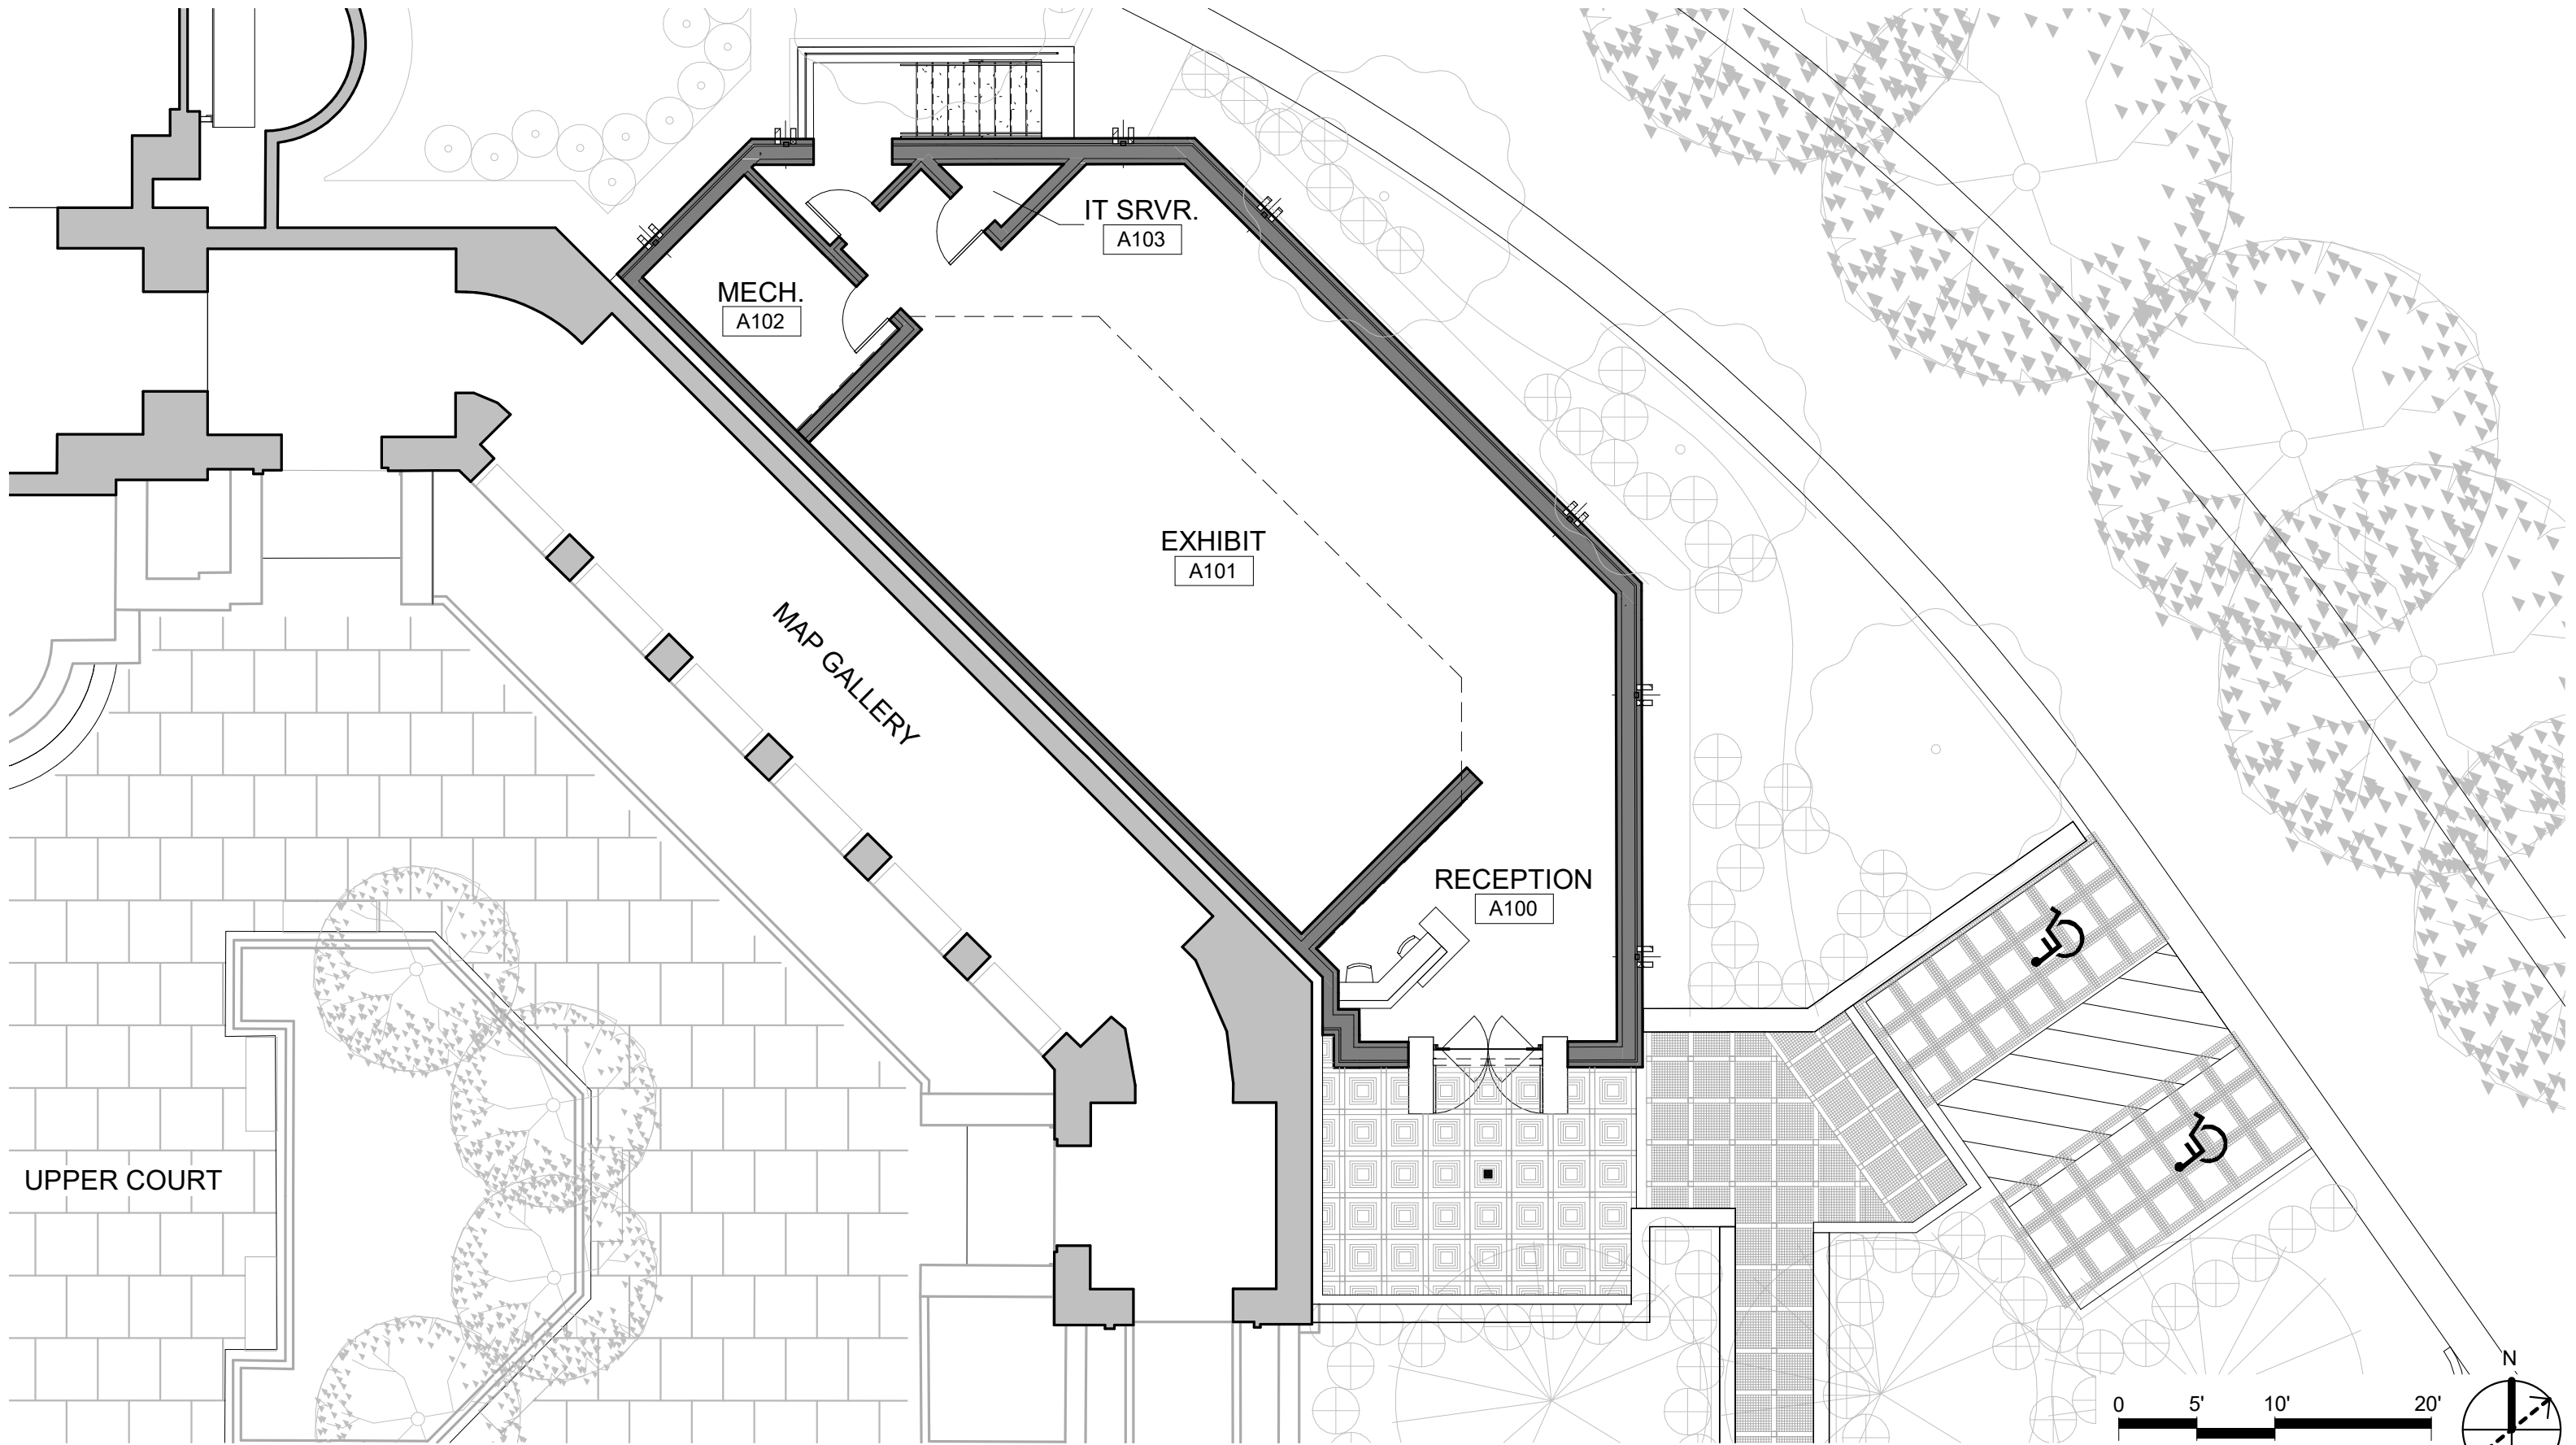 IT SRVR.
A103
MECH.
A102
EXHIBIT
A101
MAP GALLERY
RECEPTION
A100
UPPER COURT
N
0 5' 10' 20'